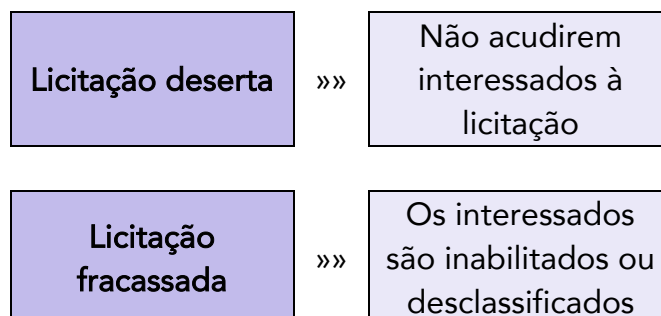 Licitação deserta
»»
Não acudirem
interessados à
licitação
Licitação
fracassada
»»
Os interessados
são inabilitados ou
desclassificados